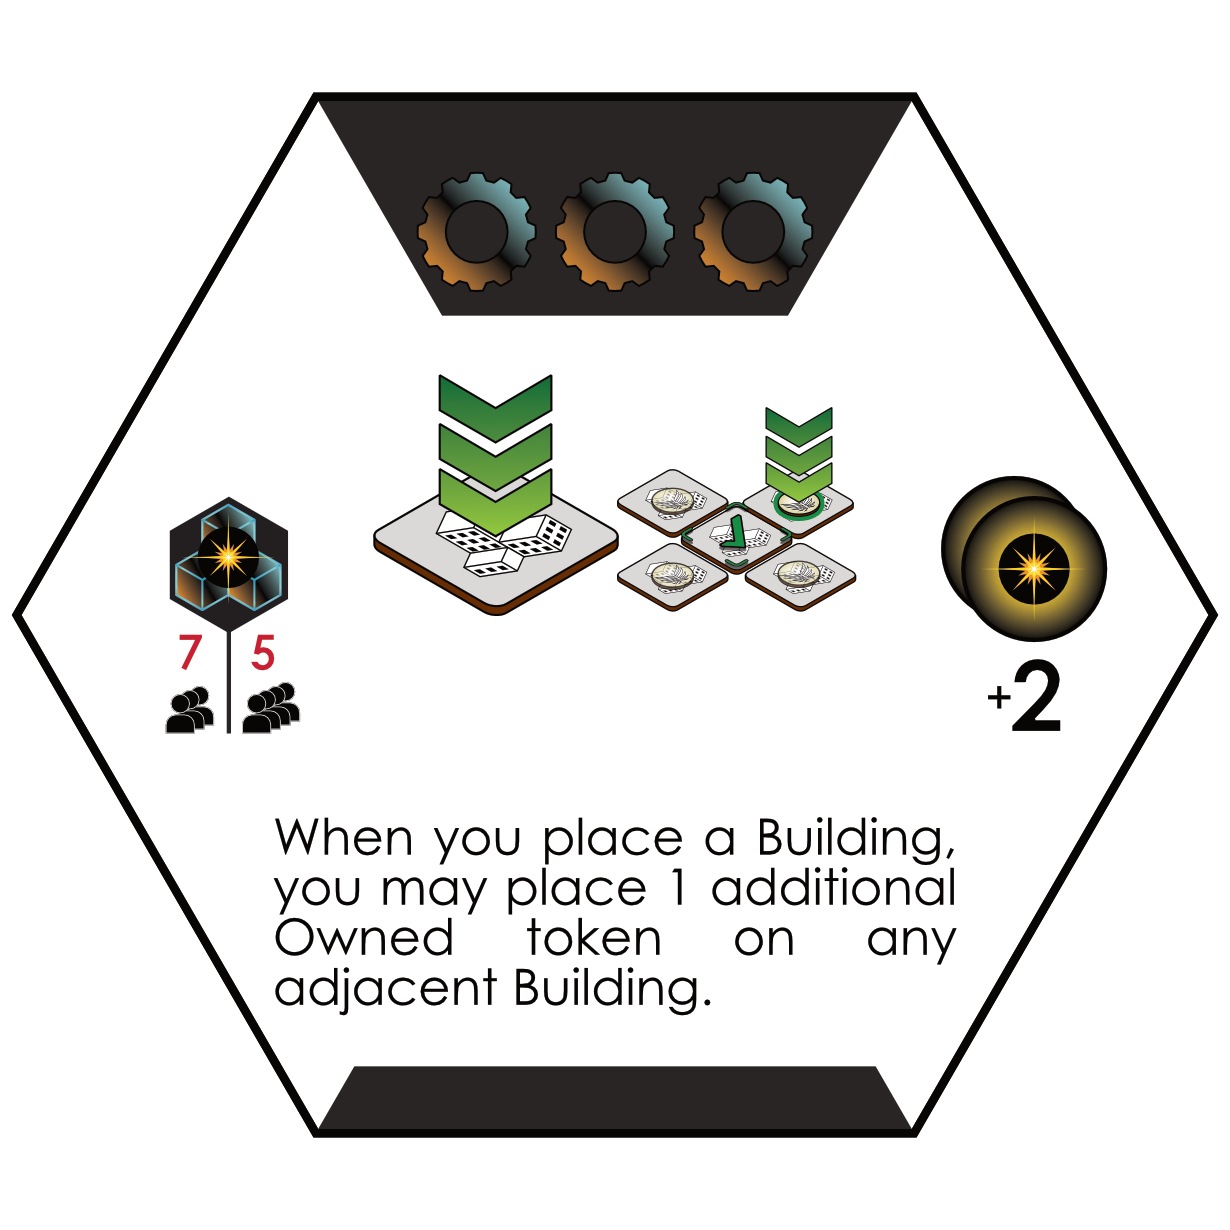 7 5
+2
When you place a Building,
you may place 1 additional
Owned token on any
adjacent Building.